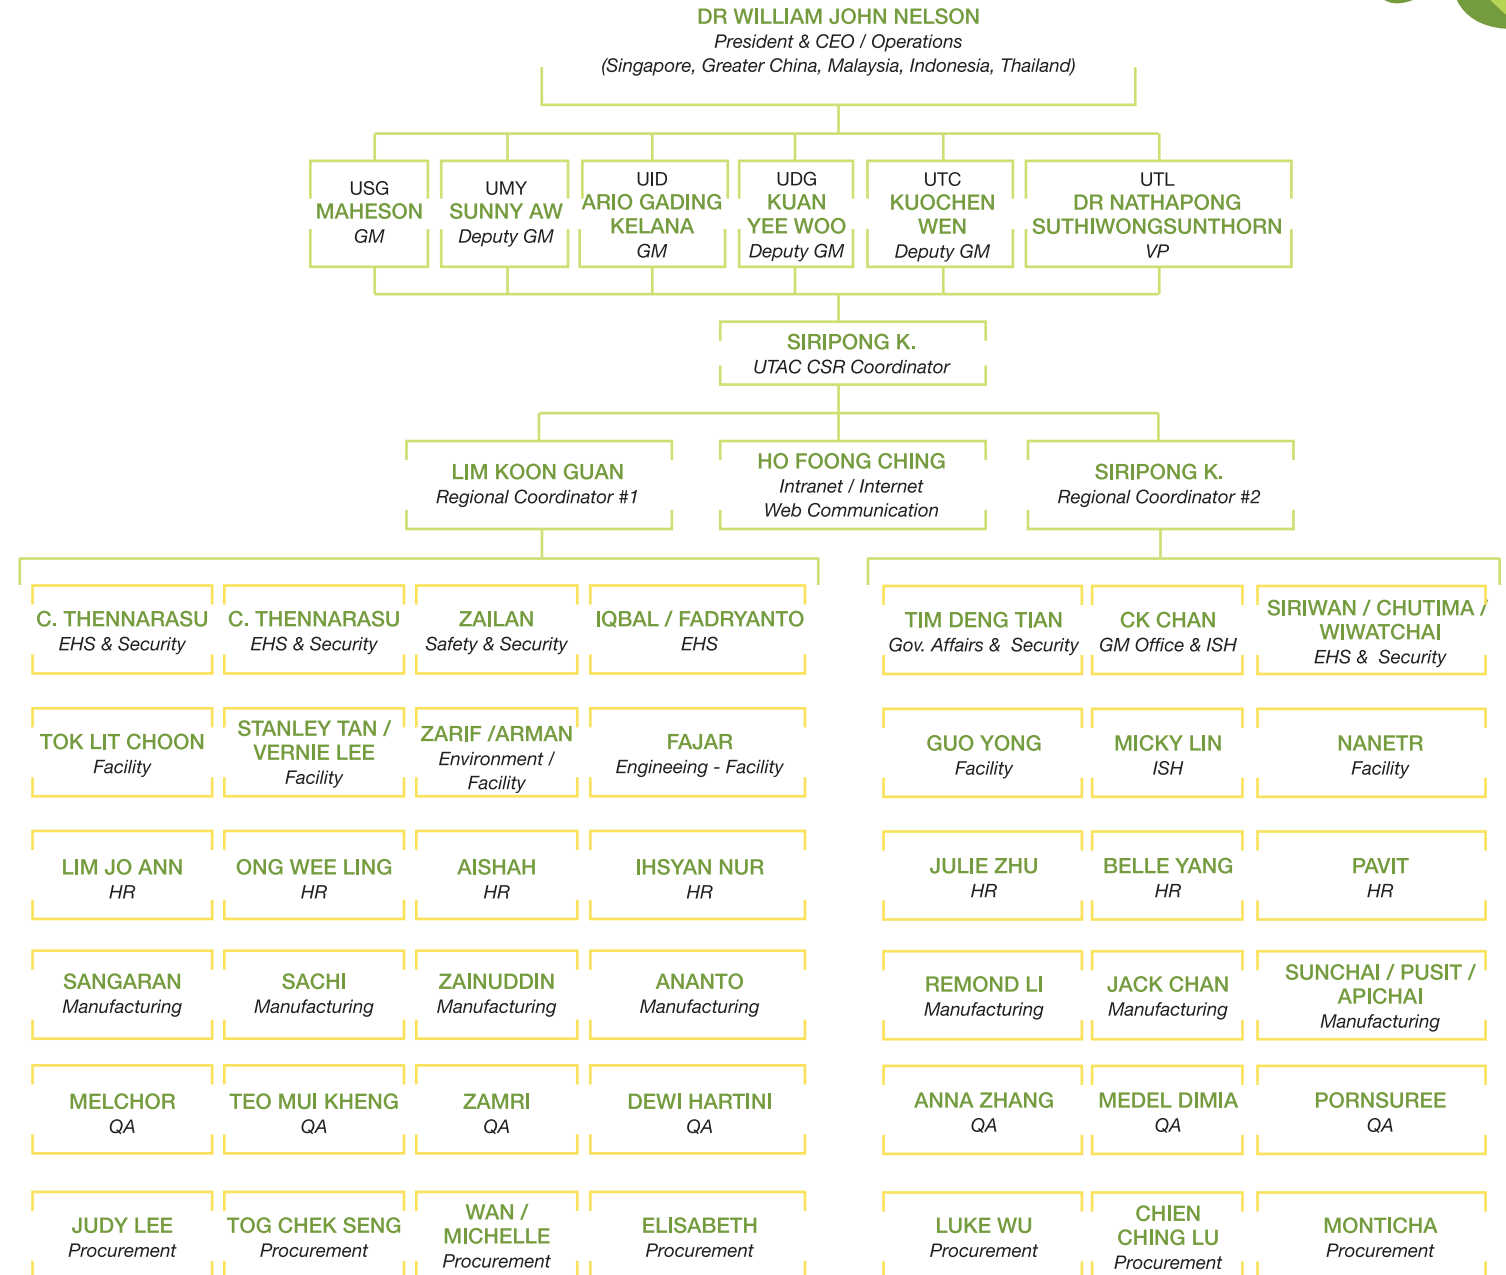 DR WILLIAM JOHN NELSON
President & CEO / Operations
(Singapore, Greater China, Malaysia, Indonesia, Thailand)
USG
MAHESON
GM
UMY
SUNNY AW
Deputy GM
UID
ARIO GADING
KELANA
GM
UDG
KUAN
YEE WOO
Deputy GM
UTC
KUOCHEN
WEN
Deputy GM
UTL
DR NATHAPONG
SUTHIWONGSUNTHORN
VP
SIRIPONG K.
UTAC CSR Coordinator
LIM KOON GUAN
Regional Coordinator #1
HO FOONG CHING
Intranet / Internet
Web Communication
SIRIPONG K.
Regional Coordinator #2
C. THENNARASU
EHS & Security
C. THENNARASU
EHS & Security
ZAILAN
Safety & Security
IQBAL / FADRYANTO
EHS
TIM DENG TIAN
Gov. Affairs & Security
CK CHAN
GM Office & ISH
SIRIWAN / CHUTIMA /
WIWATCHAI
EHS & Security
TOK LIT CHOON
Facility
STANLEY TAN /
VERNIE LEE
Facility
ZARIF /ARMAN
Environment /
Facility
FAJAR
Engineeing - Facility
GUO YONG
Facility
MICKY LIN
ISH
NANETR
Facility
LIM JO ANN
HR
ONG WEE LING
HR
AISHAH
HR
IHSYAN NUR
HR
JULIE ZHU
HR
BELLE YANG
HR
PAVIT
HR
SANGARAN
Manufacturing
SACHI
Manufacturing
ZAINUDDIN
Manufacturing
ANANTO
Manufacturing
REMOND LI
Manufacturing
JACK CHAN
Manufacturing
SUNCHAI / PUSIT /
APICHAI
Manufacturing
MELCHOR
QA
TEO MUI KHENG
QA
ZAMRI
QA
DEWI HARTINI
QA
ANNA ZHANG
QA
MEDEL DIMIA
QA
PORNSUREE
QA
JUDY LEE
Procurement
TOG CHEK SENG
Procurement
WAN /
MICHELLE
Procurement
ELISABETH
Procurement
LUKE WU
Procurement
CHIEN
CHING LU
Procurement
MONTICHA
Procurement